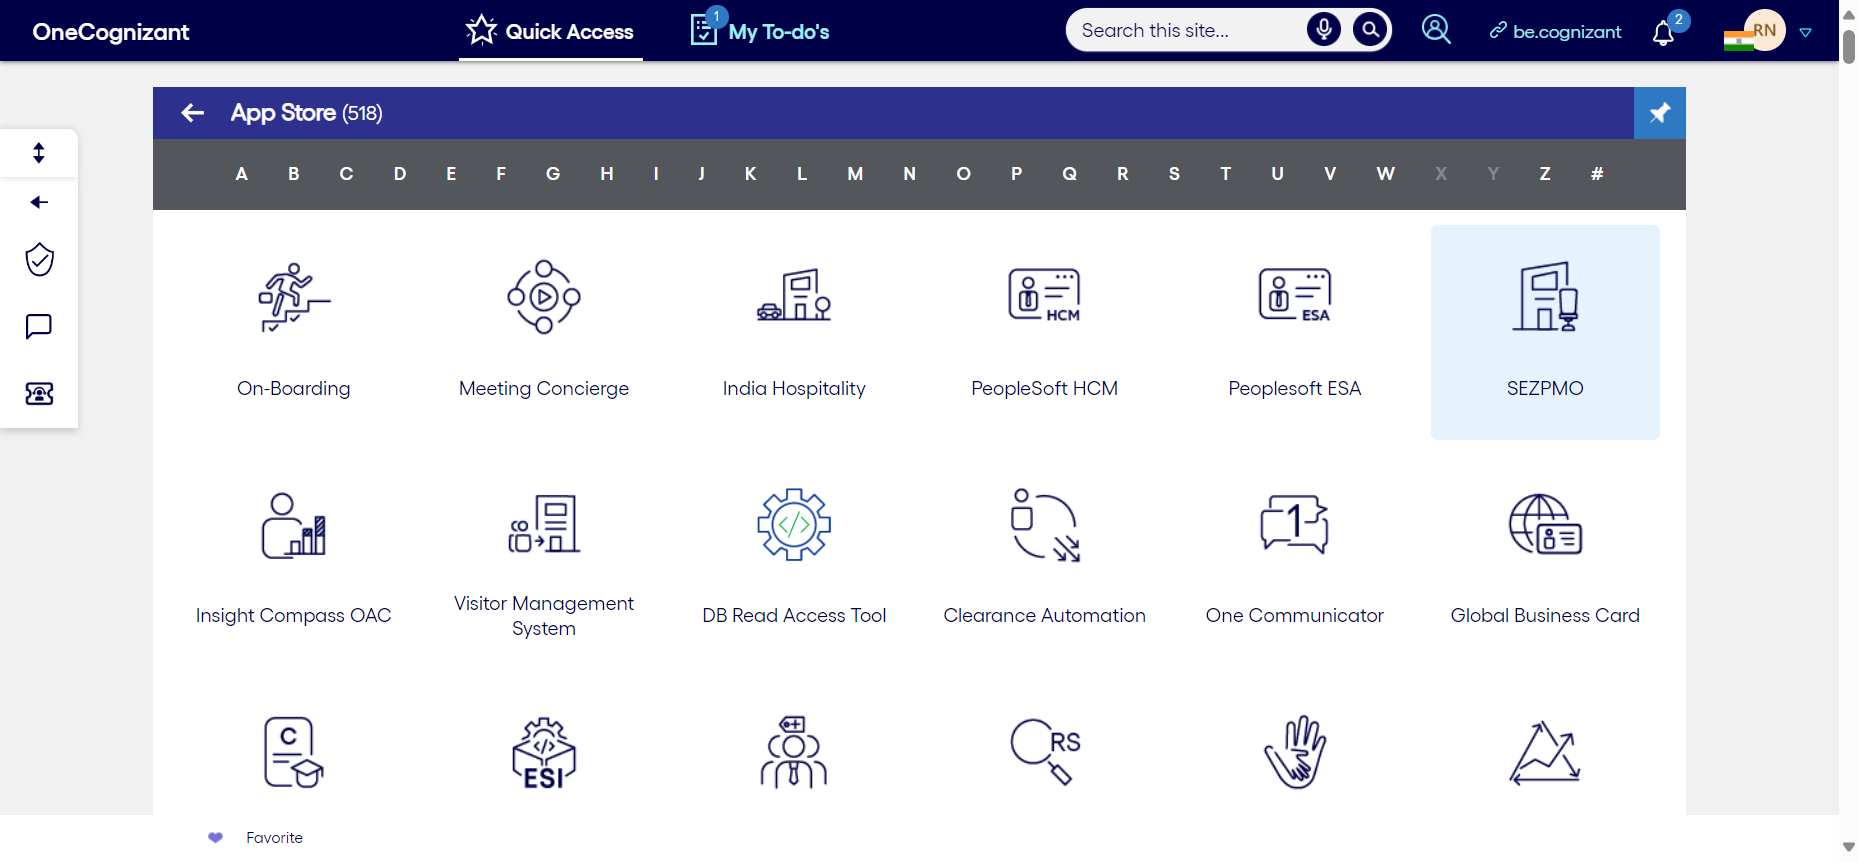 OneCognizant
Quick Access
1
My To-do's
Search this site...
be.cognizant
2
RN
App Store (518)
A B C D E F G H I J K L M N O P Q R S T U V W X Y Z #
HCM
ESA
On-Boarding
Meeting Concierge
India Hospitality
PeopleSoft HCM
Peoplesoft ESA
SEZPMO
1
Insight Compass OAC
Visitor Management
System
DB Read Access Tool
Clearance Automation
One Communicator
Global Business Card
C
ESI
RS
Favorite